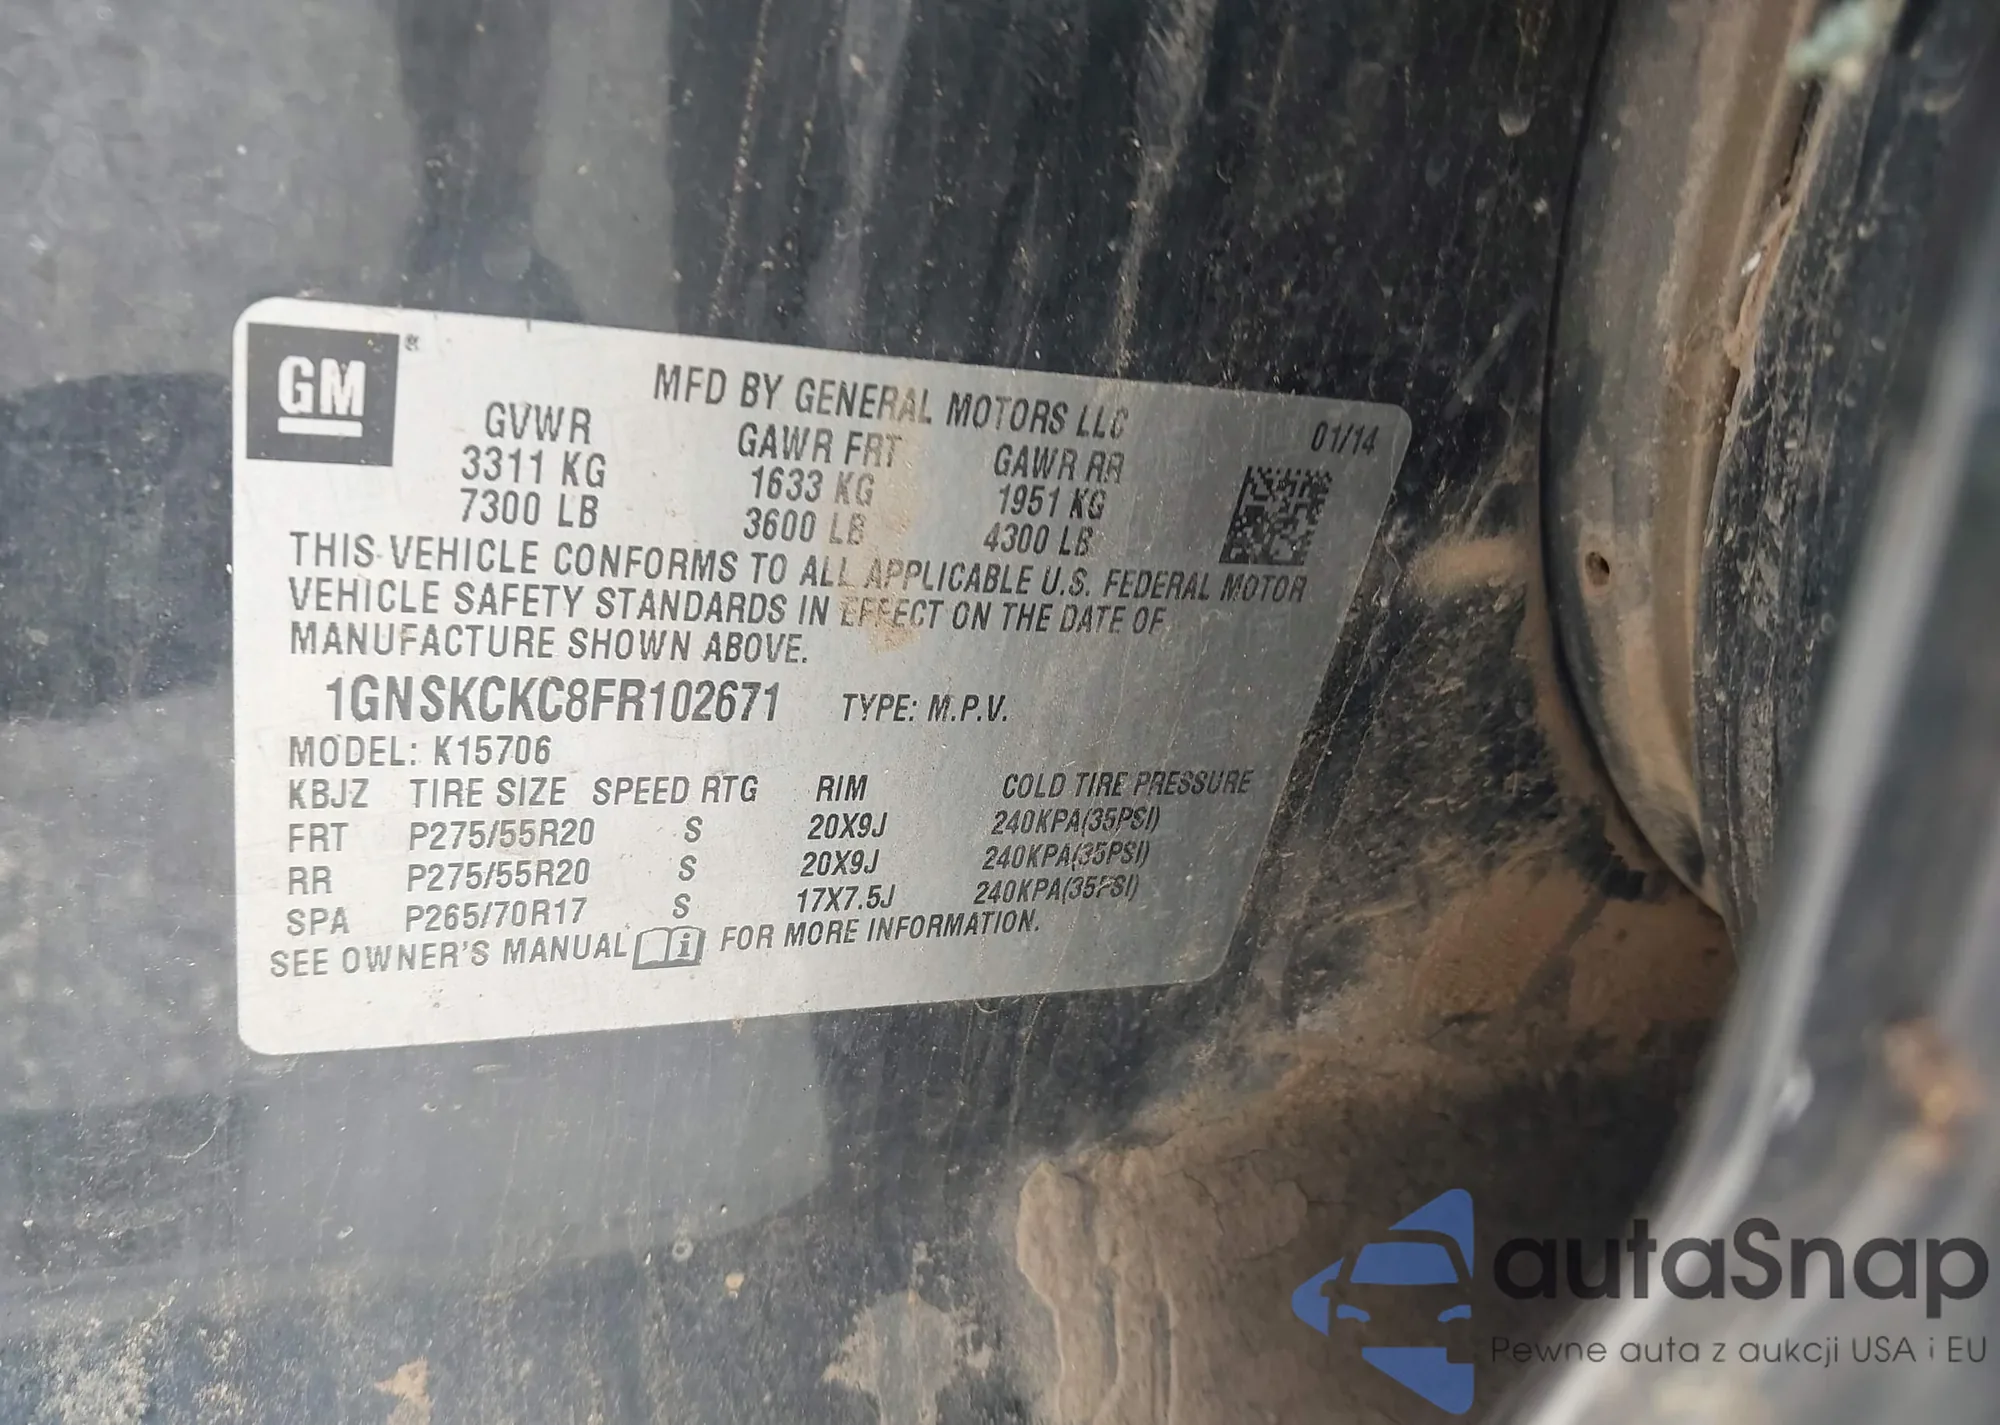 GM
MFD BY GENERAL MOTORS LLC
01/14
GVWR GAWR FRT GAWR RR
3311 KG 1633 KG 1951 KG
7300 LB 3600 LB 4300 LB
THIS VEHICLE CONFORMS TO ALL APPLICABLE U.S. FEDERAL MOTOR
VEHICLE SAFETY STANDARDS IN EFFECT ON THE DATE OF
MANUFACTURE SHOWN ABOVE.
1GNSKCKC8FR102671 TYPE: M.P.V.
MODEL: K15706
KBJZ TIRE SIZE SPEED RTG RIM COLD TIRE PRESSURE
FRT P275/55R20 S 20X9J 240KPA(35PSI)
RR P275/55R20 S 20X9J 240KPA(35PSI)
SPA P265/70R17 S 17X7.5J 240KPA(35PSI)
SEE OWNER'S MANUAL i FOR MORE INFORMATION.
autaSnap
Pewne auta z aukcji USA i EU